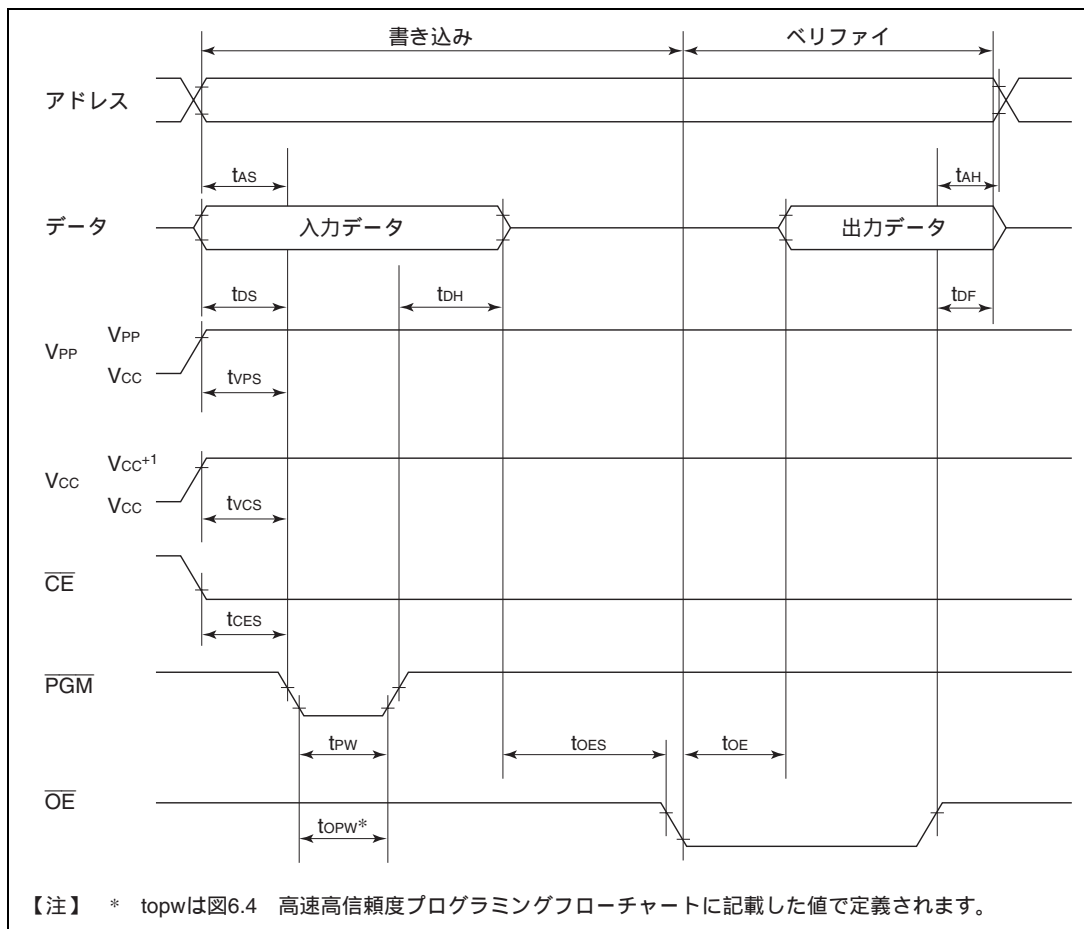 書き込み ベリファイ
アドレス
tAS tAH
データ 入力データ 出力データ
tDS tDH tDF
VPP VPP
VCC
tVPS
VCC VCC+1
VCC
tVCS
CE
tCES
PGM
tPW tOES tOE
OE
tOPW*
【注】 * topwは図6.4 高速高信頼度プログラミングフローチャートに記載した値で定義されます。